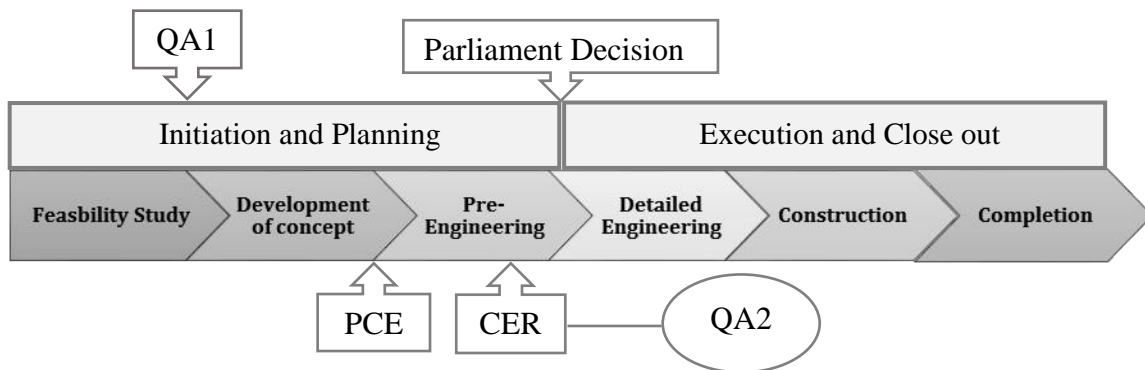 QA1
Parliament Decision
Initiation and Planning
Execution and Close out
Feasbility Study
Development
of concept
Pre-
Engineering
Detailed
Engineering
Construction
Completion
PCE
CER
QA2